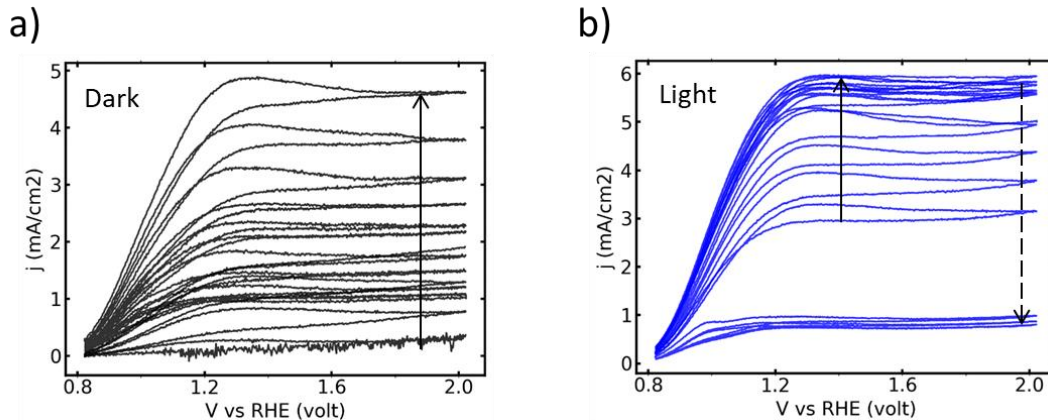 a)
Dark
j (mA/cm2)
5
4
3
2
1
0
0.8
1.2
1.6
2.0
V vs RHE (volt)
b)
Light
j (mA/cm2)
6
5
4
3
2
1
0
0.8
1.2
1.6
2.0
V vs RHE (volt)